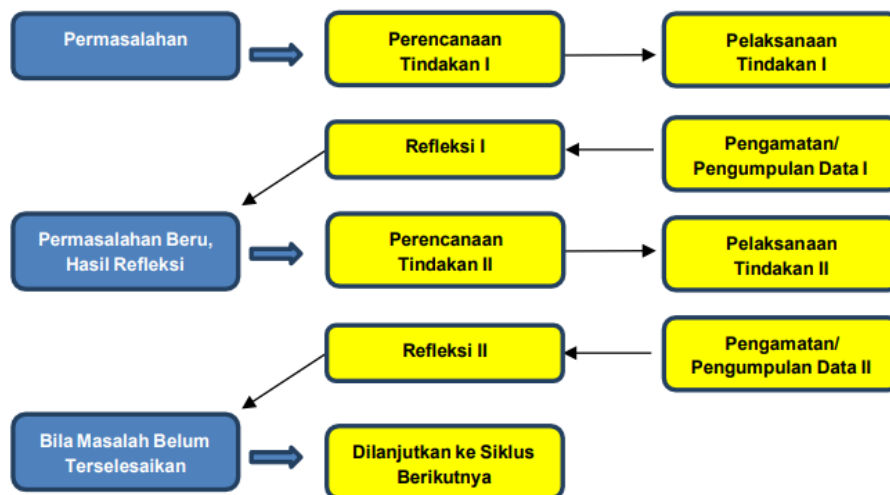 Permasalahan
Perencanaan
Tindakan I
Pelaksanaan
Tindakan I
Refleksi I
Pengamatan/
Pengumpulan Data I
Permasalahan Beru,
Hasil Refleksi
Perencanaan
Tindakan II
Pelaksanaan
Tindakan II
Refleksi II
Pengamatan/
Pengumpulan Data II
Bila Masalah Belum
Terselesaikan
Dilanjutkan ke Siklus
Berikutnya